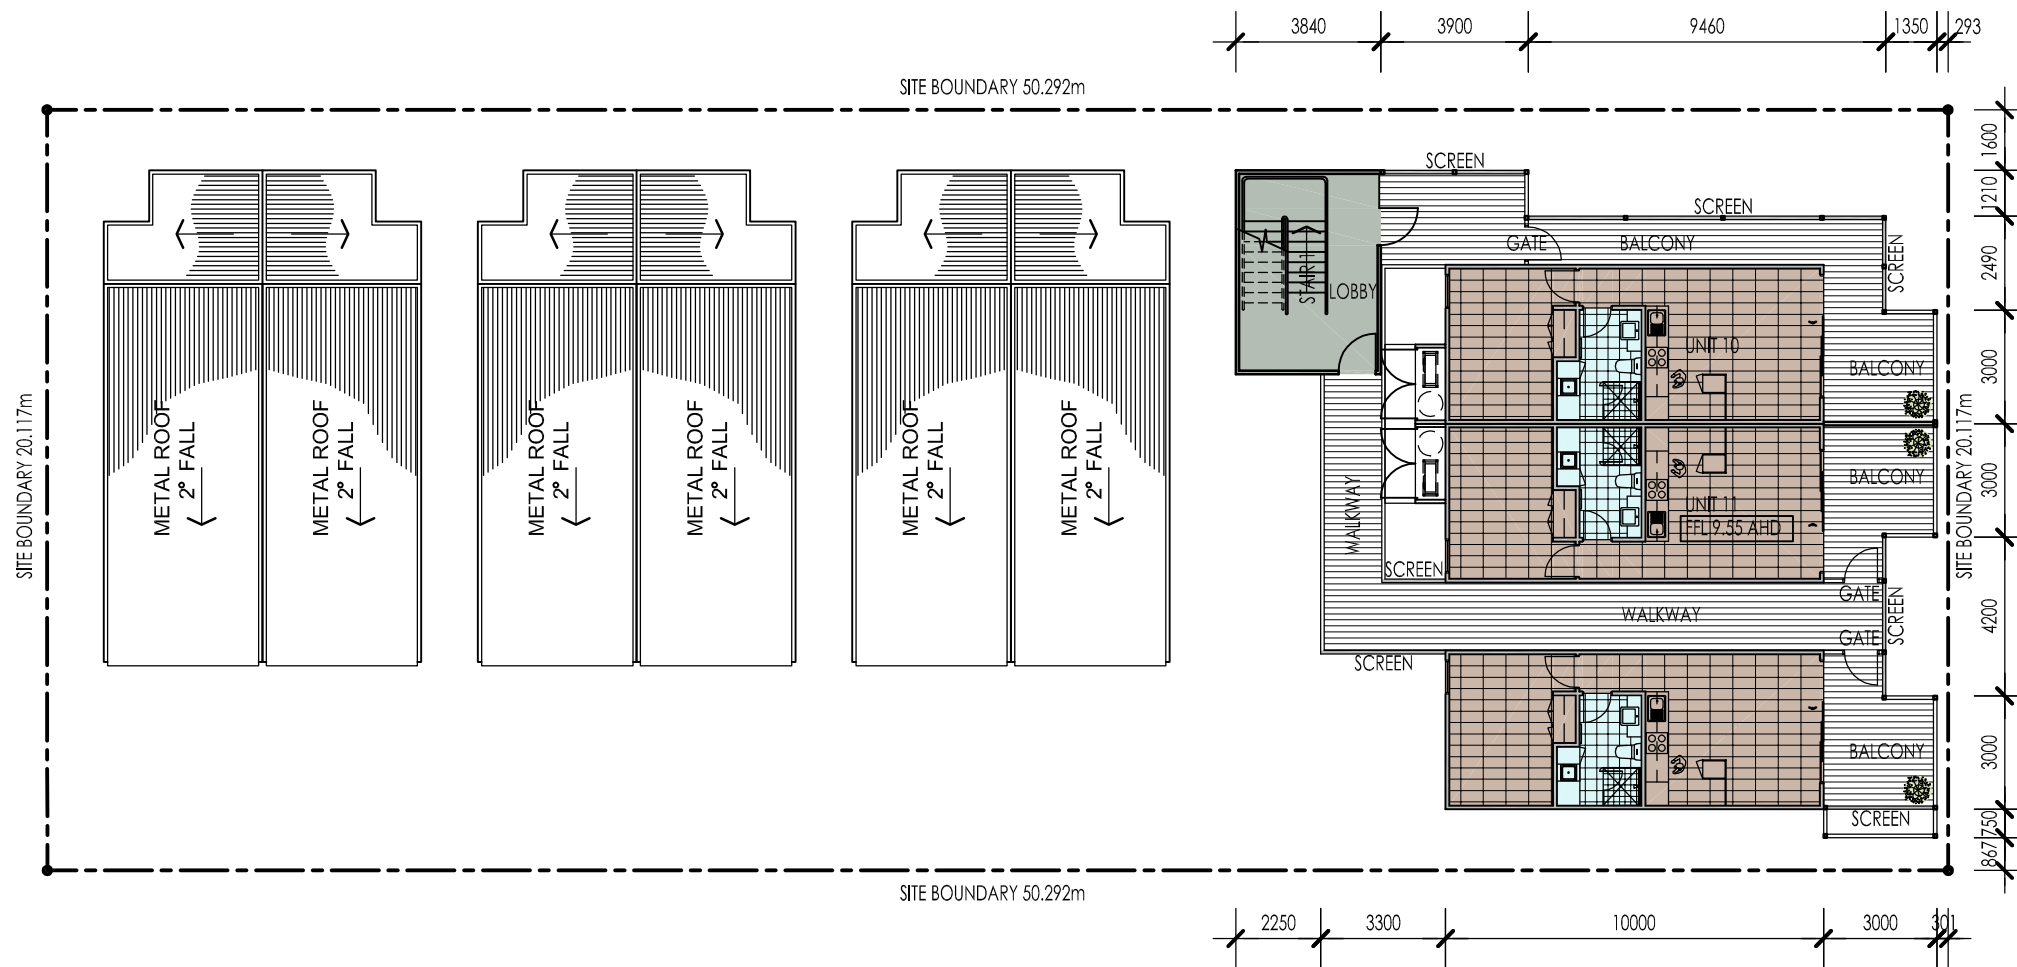 3840
3900
9460
1350
293
SITE BOUNDARY 50.292m
1600
1210
2490
3000
3000
4200
3000
750
867
SCREEN
SCREEN
GATE
BALCONY
SCREEN
STAIR 1
LOBBY
UNIT 10
BALCONY
SITE BOUNDARY 20.117m
METAL ROOF
2° FALL
METAL ROOF
2° FALL
METAL ROOF
2° FALL
METAL ROOF
2° FALL
METAL ROOF
2° FALL
METAL ROOF
2° FALL
WALKWAY
UNIT 11
FFL 9.55 AHD
BALCONY
SITE BOUNDARY 20.117m
SCREEN
GATE
WALKWAY
SCREEN
GATE
SCREEN
BALCONY
SCREEN
SITE BOUNDARY 50.292m
2250
3300
10000
3000
301